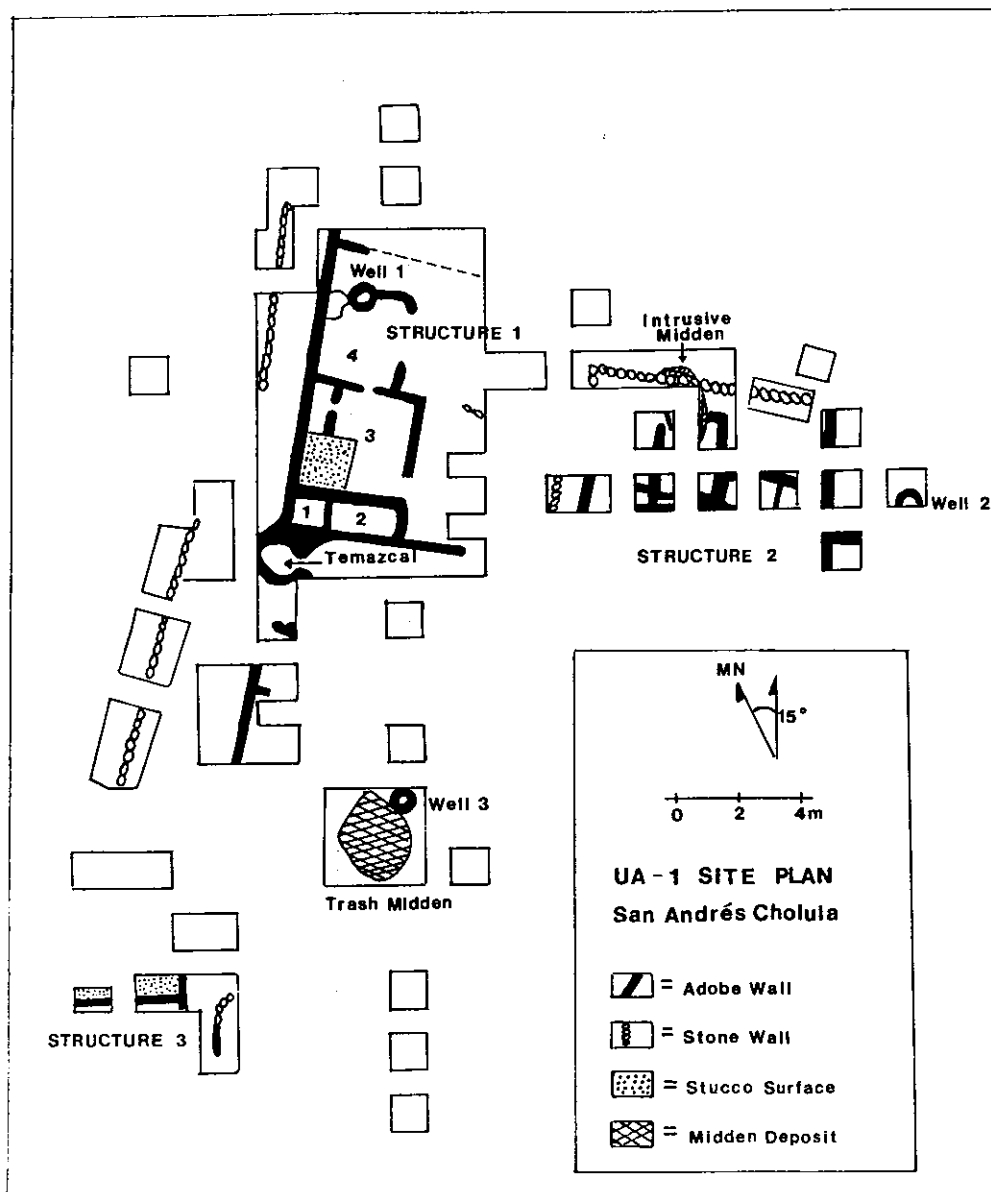 Well 1
STRUCTURE 1
4
3
1
2
Temazcal
Intrusive
Midden
Well 2
STRUCTURE 2
MN
15°
0 2 4m
Well 3
Trash Midden
UA-1 SITE PLAN
San Andrés Cholula
= Adobe Wall
= Stone Wall
= Stucco Surface
= Midden Deposit
STRUCTURE 3